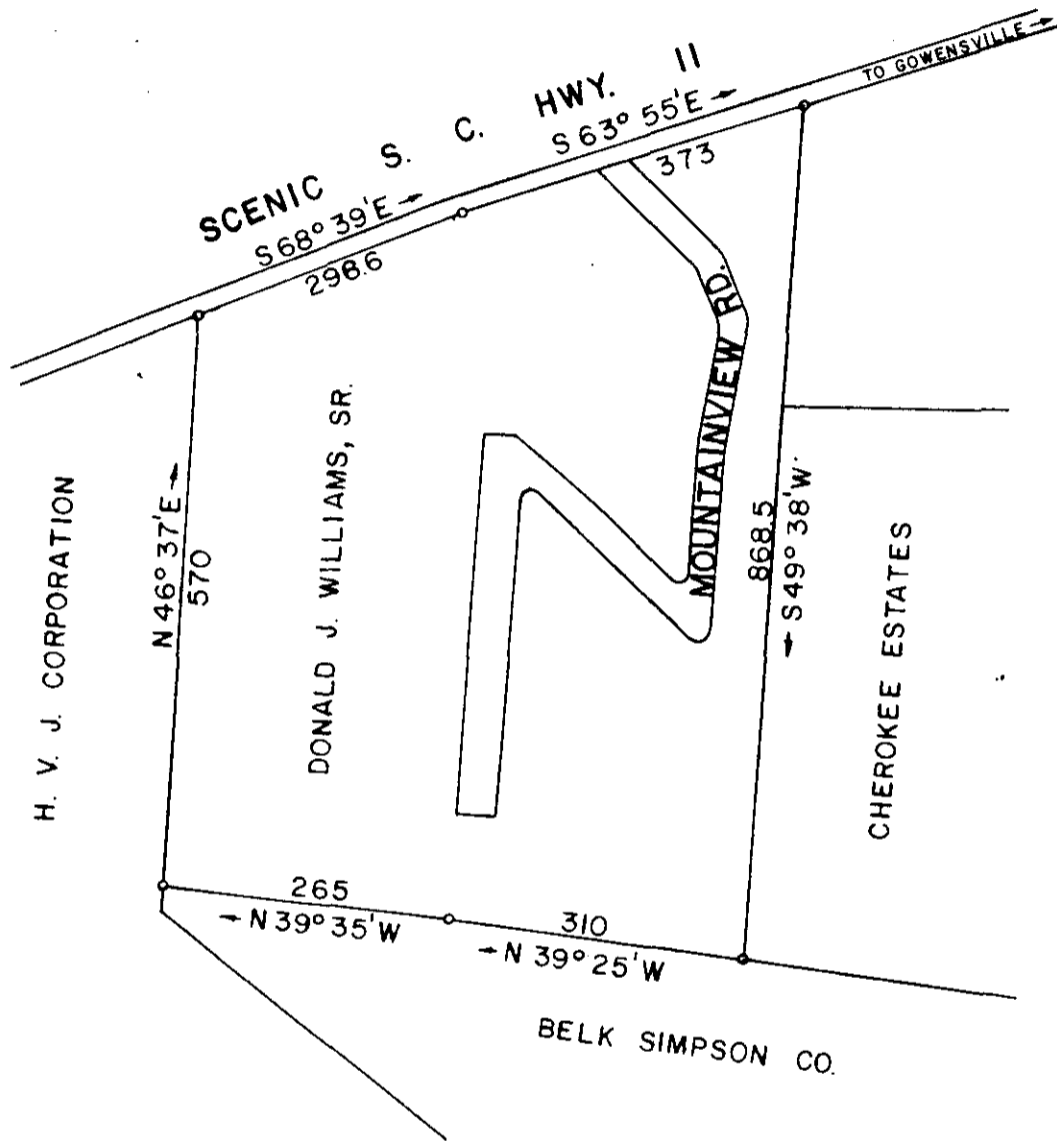 TO GOWENSVILLE
SCENIC S. C. HWY. 11
S 63° 55' E
373
S 68° 39' E
298.6
MOUNTAINVIEW RD.
N 46° 37' E
570
H. V. J. CORPORATION
DONALD J. WILLIAMS, SR.
868.5
S 49° 38' W.
CHEROKEE ESTATES
265
N 39° 35' W
310
N 39° 25' W
BELK SIMPSON CO.